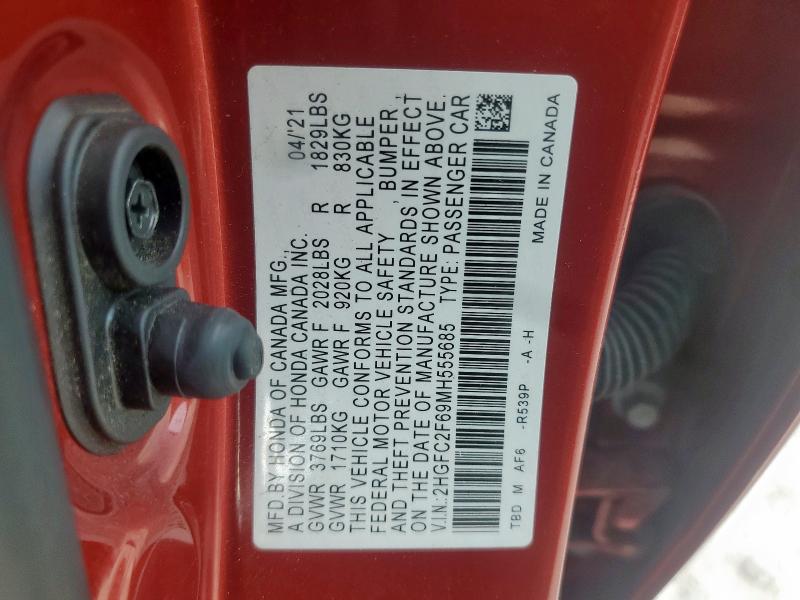 MFD.BY HONDA OF CANADA MFG., 04/'21
A DIVISION OF HONDA CANADA INC.
GVWR 3769LBS GAWR F 2028LBS R 1829LBS
GVWR 1710KG GAWR F 920KG R 830KG
THIS VEHICLE CONFORMS TO ALL APPLICABLE
FEDERAL MOTOR VEHICLE SAFETY , BUMPER ,
AND THEFT PREVENTION STANDARDS IN EFFECT
ON THE DATE OF MANUFACTURE SHOWN ABOVE.
V.I.N.:2HGFC2F69MH555685 TYPE: PASSENGER CAR
TBD M AF6 -R539P -A -H MADE IN CANADA